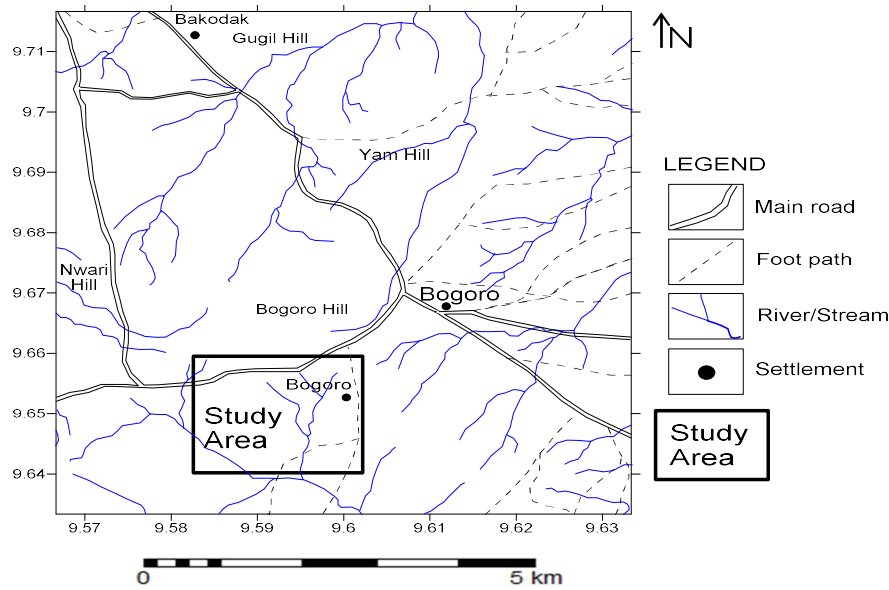 Bakodak
Gugil Hill
Yam Hill
Nwari
Hill
Bogoro Hill
Bogoro
Bogoro
Study
Area
9.71
9.7
9.69
9.68
9.67
9.66
9.65
9.64
9.57
9.58
9.59
9.6
9.61
9.62
9.63
0
5 km
N
LEGEND
Main road
Foot path
River/Stream
Settlement
Study
Area